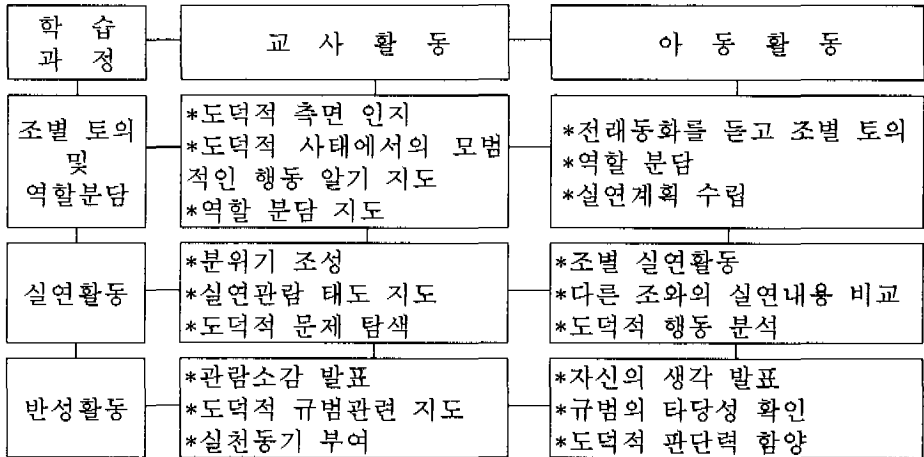 학 습
과 정
교 사 활 동
아 동 활 동
조별 토의
및
역할분담
*도덕적 측면 인지
*도덕적 사태에서의 모범
적인 행동 알기 지도
*역할 분담 지도
*전래동화를 듣고 조별 토의
*역할 분담
*실연계획 수립
실연활동
*분위기 조성
*실연관람 태도 지도
*도덕적 문제 탐색
*조별 실연활동
*다른 조와의 실연내용 비교
*도덕적 행동 분석
반성활동
*관람소감 발표
*도덕적 규범관련 지도
*실천동기 부여
*자신의 생각 발표
*규범의 타당성 확인
*도덕적 판단력 함양